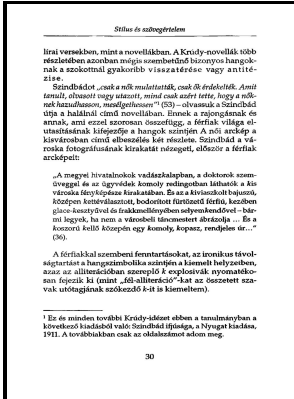 Stílus és szövegértelem
lírai versekben, mint a novellákban. A Krúdy-novellák több
részletében azonban mégis szembetűnő bizonyos hangok-
nak a szokottnál gyakoribb visszatérése vagy antité-
zise.
Szindbádot „csak a nők mulattatták, csak ők érdekelték. Amit
tanult, olvasott vagy utazott, mind csak azért tette, hogy a nők-
nek hazudhasson, mesélgethessen"¹ (53) – olvassuk a Szindbád
útja a halálnál című novellában. Ennek a rajongásnak és
annak, ami ezzel szorosan összefügg, a férfiak világa el-
utasításának kifejezője a hangok szintjén A női arckép a
kisvárosban című elbeszélés két részlete. Szindbád a vá-
roska fotográfusának kirakatát nézegeti, először a férfiak
arcképeit:
„A megyei hivatalnokok vadászkalapban, a doktorok szem-
üveggel és az ügyvédek komoly redingotban láthatók a kis
városka fényképésze kirakatában. És az a kiviaszkolt bajuszú,
középen kettéválasztott, bodorított fürtözetű férfiú, kezében
glacé-kesztyűvel és frakkmellényében selyemkendővel – bár-
mi legyek, ha nem a városbeli táncmestert ábrázolja ... És a
koszorú kellő közepén egy komoly, kopasz, rendjeles úr..."
(36).
A férfiakkal szembeni fenntartásokat, az ironikus távol-
ságtartást a hangszimbolika szintjén a kiemelt helyzetben,
azaz az alliterációban szereplő k explosivák nyomatéko-
san fejezik ki (mint „fél-alliteráció"-kat az összetett sza-
vak utótagjának szókezdő k-it is kiemeltem).
¹ Ez és minden további Krúdy-idézet ebben a tanulmányban a
következő kiadásból való: Szindbád ifjúsága, a Nyugat kiadása,
1911. A továbbiakban csak az oldalszámot adom meg.
30